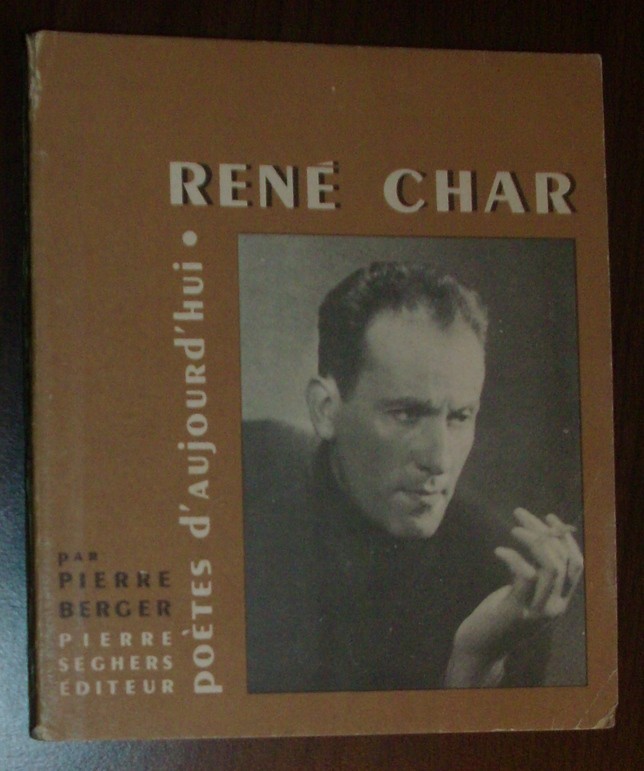 RENÉ CHAR
poètes d'aujourd'hui •
par
PIERRE
BERGER
PIERRE
SEGHERS
ÉDITEUR